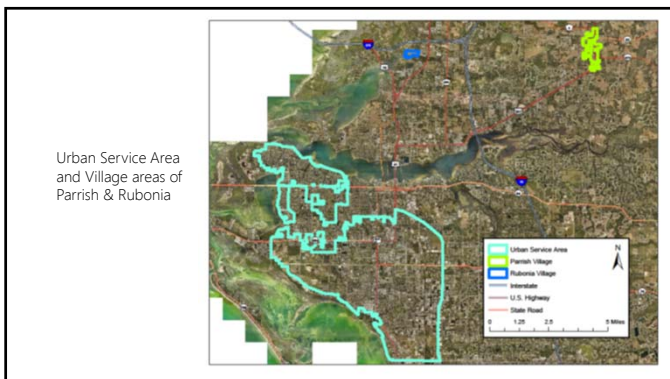 Urban Service Area
and Village areas of
Parrish & Rubonia
Urban Service Area
Parrish Village
Rubonia Village
Interstate
U.S. Highway
State Road
N
0 1.25 2.5 5 Miles